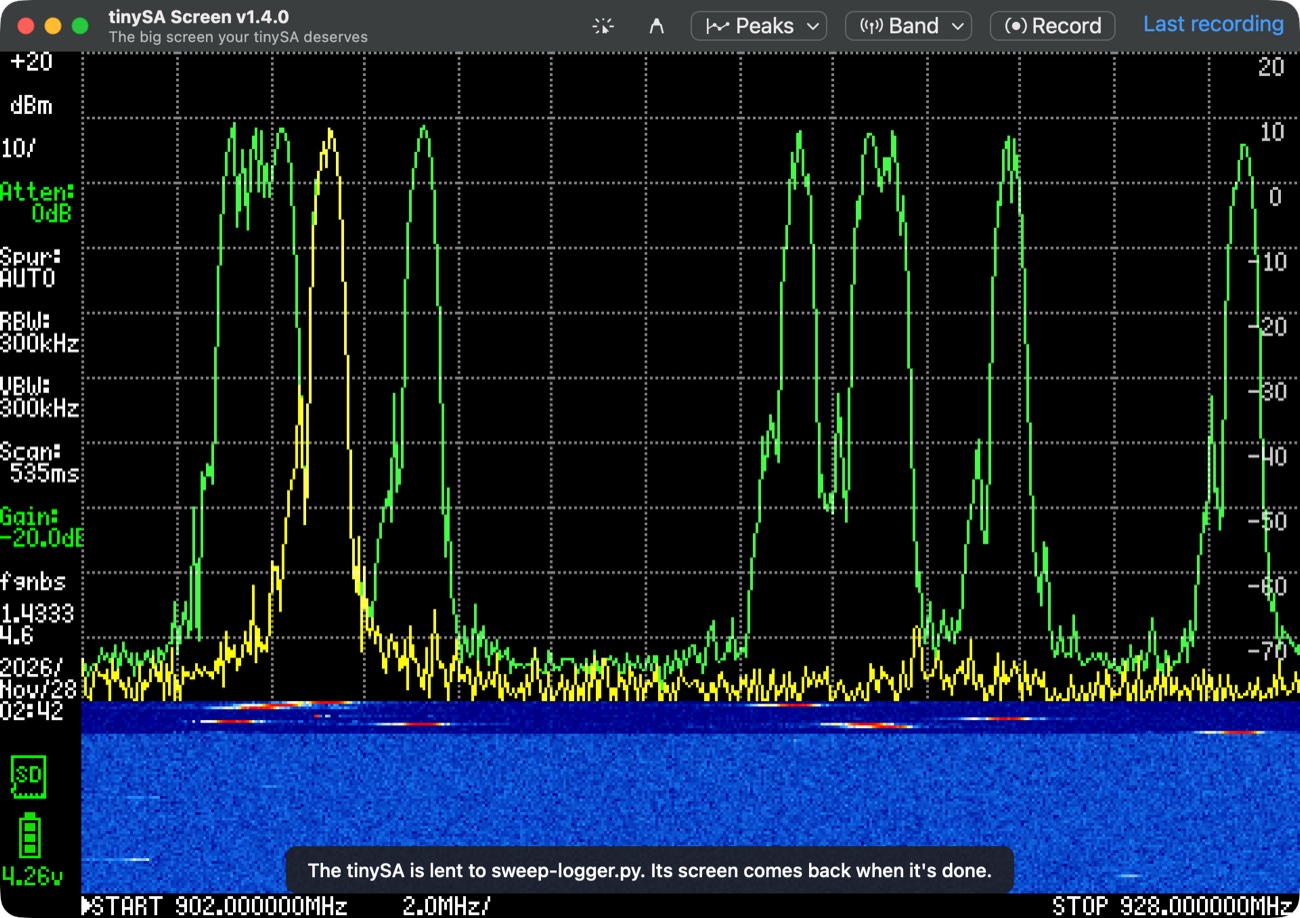 tinySA Screen v1.4.0
The big screen your tinySA deserves
Peaks
Band
Record
Last recording
+20
dBm
10/
Atten:
0dB
Spur:
AUTO
RBW:
300kHz
VBW:
300kHz
Scan:
535ms
Gain:
-20.0dB
fgnbs
1.4333
4.6
2026/
Nov/28
02:42
SD
4.26v
20
10
0
-10
-20
-30
-40
-50
-60
-70
The tinySA is lent to sweep-logger.py. Its screen comes back when it's done.
START 902.000000MHz 2.0MHz/ STOP 928.000000MHz